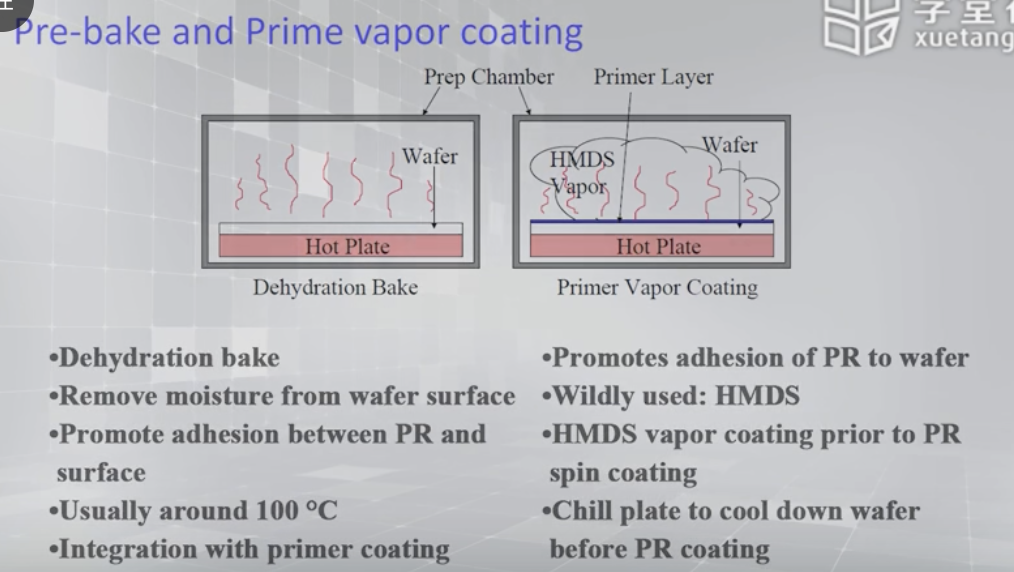 Pre-bake and Prime vapor coating
学堂
xuetang
Prep Chamber
Primer Layer
Wafer
Hot Plate
Dehydration Bake
HMDS
Vapor
Wafer
Hot Plate
Primer Vapor Coating
•Dehydration bake
•Remove moisture from wafer surface
•Promote adhesion between PR and
surface
•Usually around 100 °C
•Integration with primer coating
•Promotes adhesion of PR to wafer
•Wildly used: HMDS
•HMDS vapor coating prior to PR
spin coating
•Chill plate to cool down wafer
before PR coating